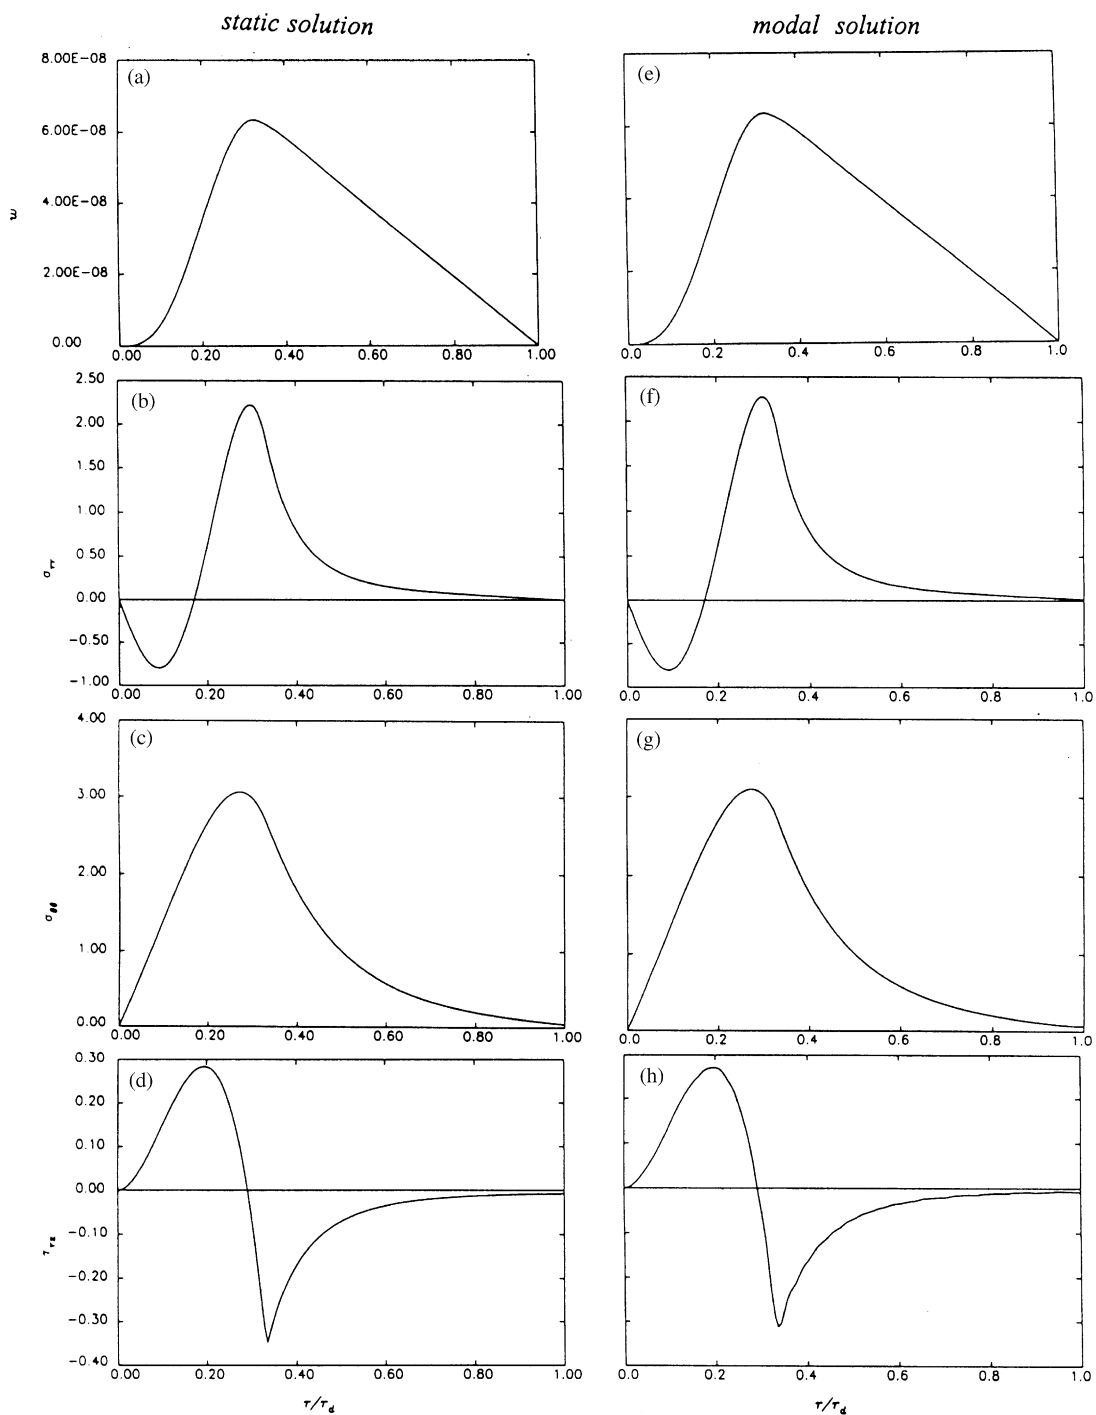 static solution
modal solution
(a)
8.00E-08
6.00E-08
4.00E-08
2.00E-08
0.00
w
0.00 0.20 0.40 0.60 0.80 1.00
(e)
0.0 0.2 0.4 0.6 0.8 1.0
(b)
2.50
2.00
1.50
1.00
0.50
0.00
-0.50
-1.00
σrr
0.00 0.20 0.40 0.60 0.80 1.00
(f)
0.0 0.2 0.4 0.6 0.8 1.0
(c)
4.00
3.00
2.00
1.00
0.00
σθθ
0.00 0.20 0.40 0.60 0.80 1.00
(g)
0.0 0.2 0.4 0.6 0.8 1.0
(d)
0.30
0.20
0.10
0.00
-0.10
-0.20
-0.30
-0.40
τrz
0.00 0.20 0.40 0.60 0.80 1.00
τ/τd
(h)
0.0 0.2 0.4 0.6 0.8 1.0
τ/τd